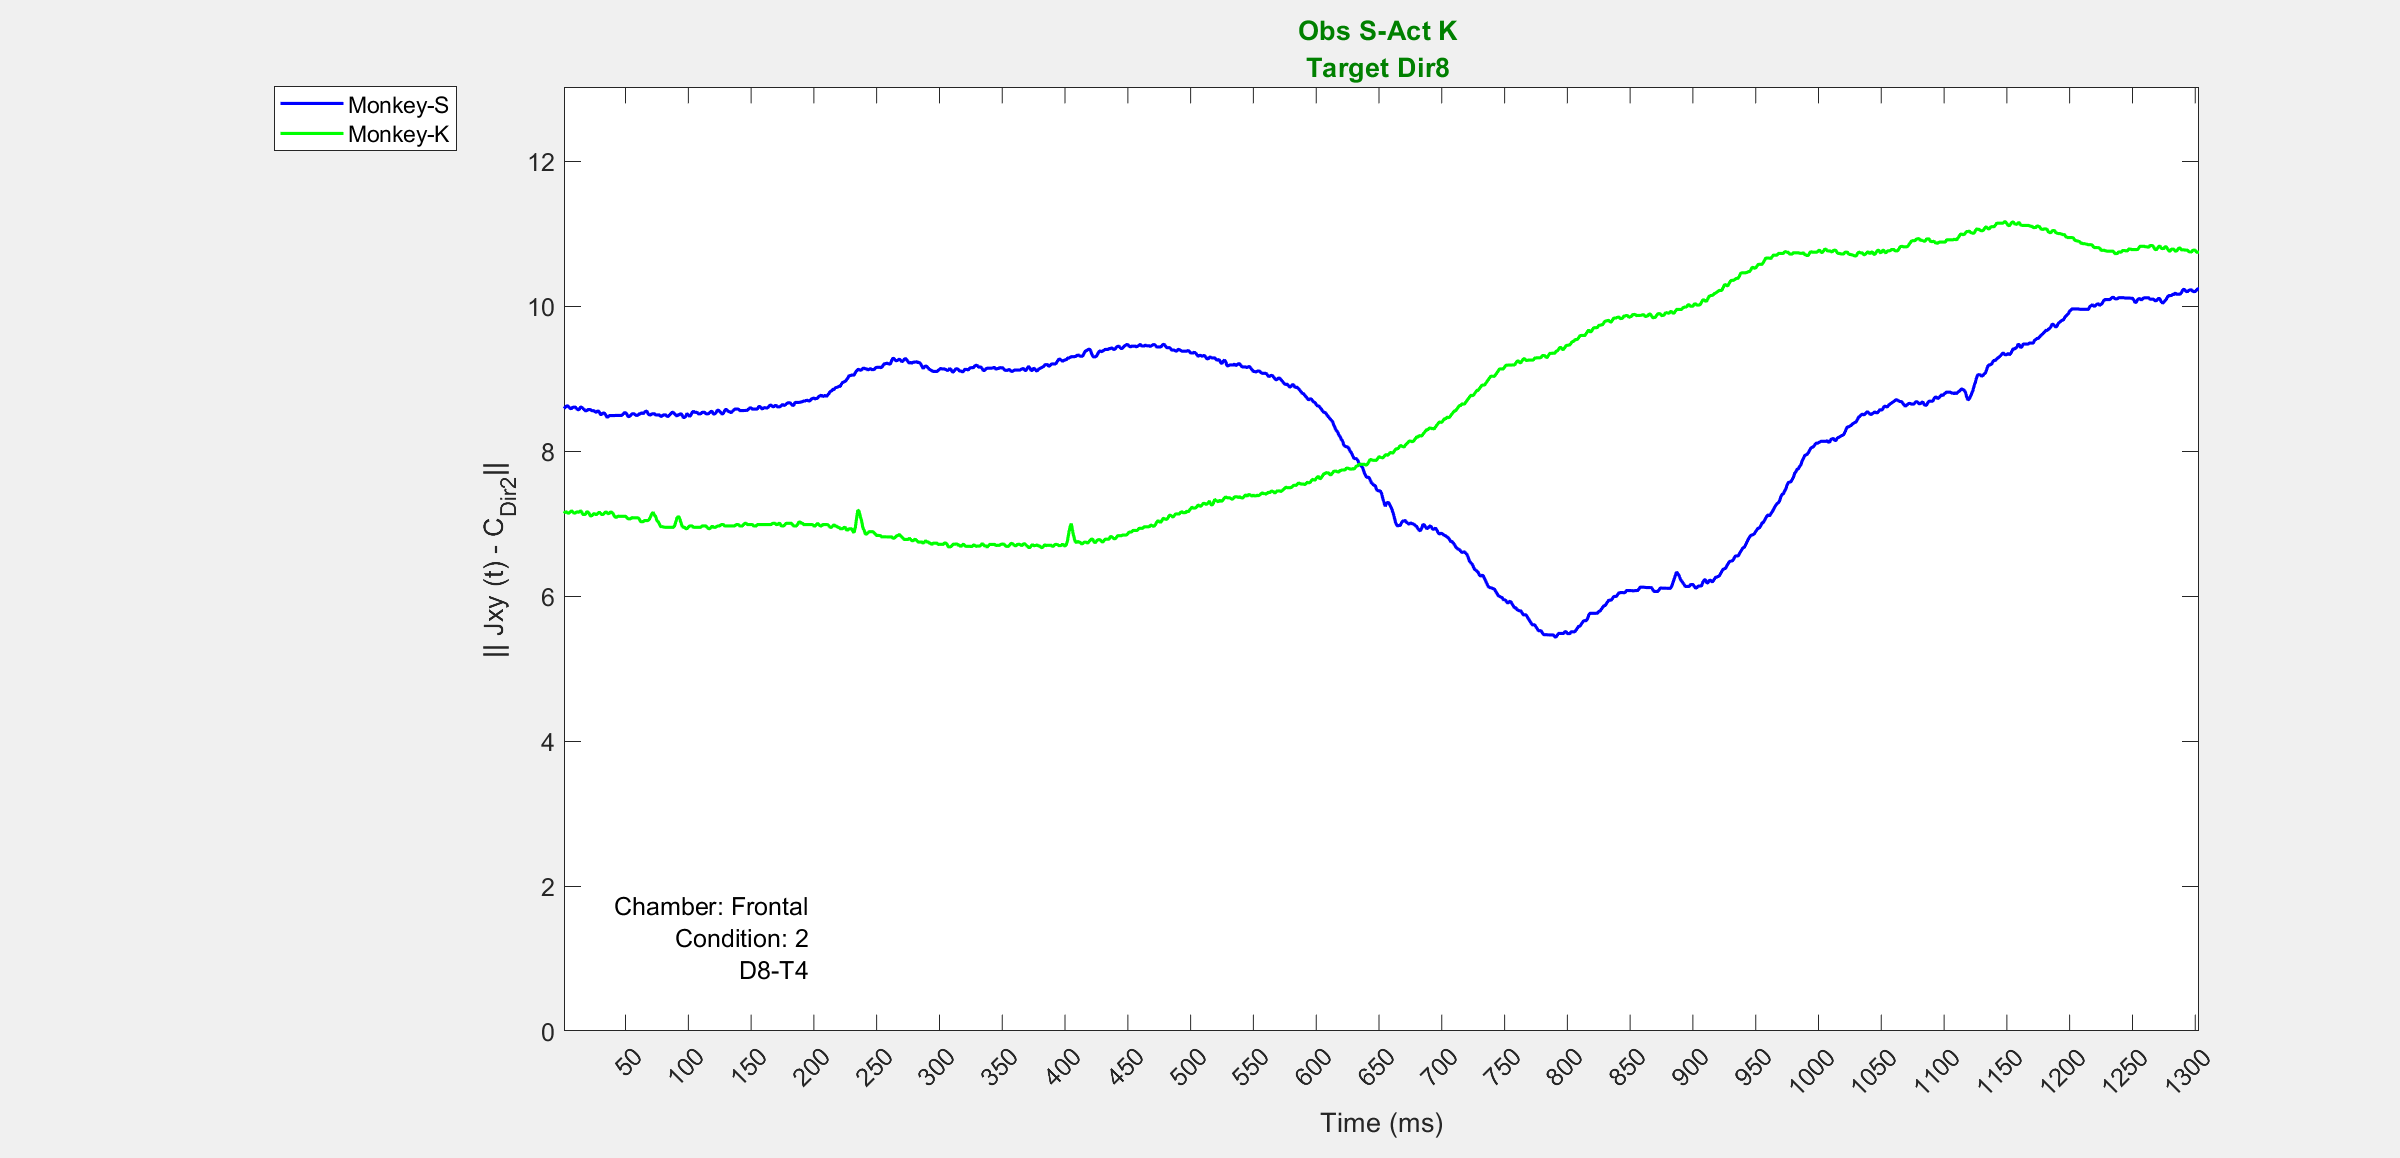 Obs S-Act K
Target Dir8
Monkey-S
Monkey-K
|| Jxy (t) - C_Dir2||
12
10
8
6
4
2
0
Chamber: Frontal
Condition: 2
D8-T4
50 100 150 200 250 300 350 400 450 500 550 600 650 700 750 800 850 900 950 1000 1050 1100 1150 1200 1250 1300
Time (ms)